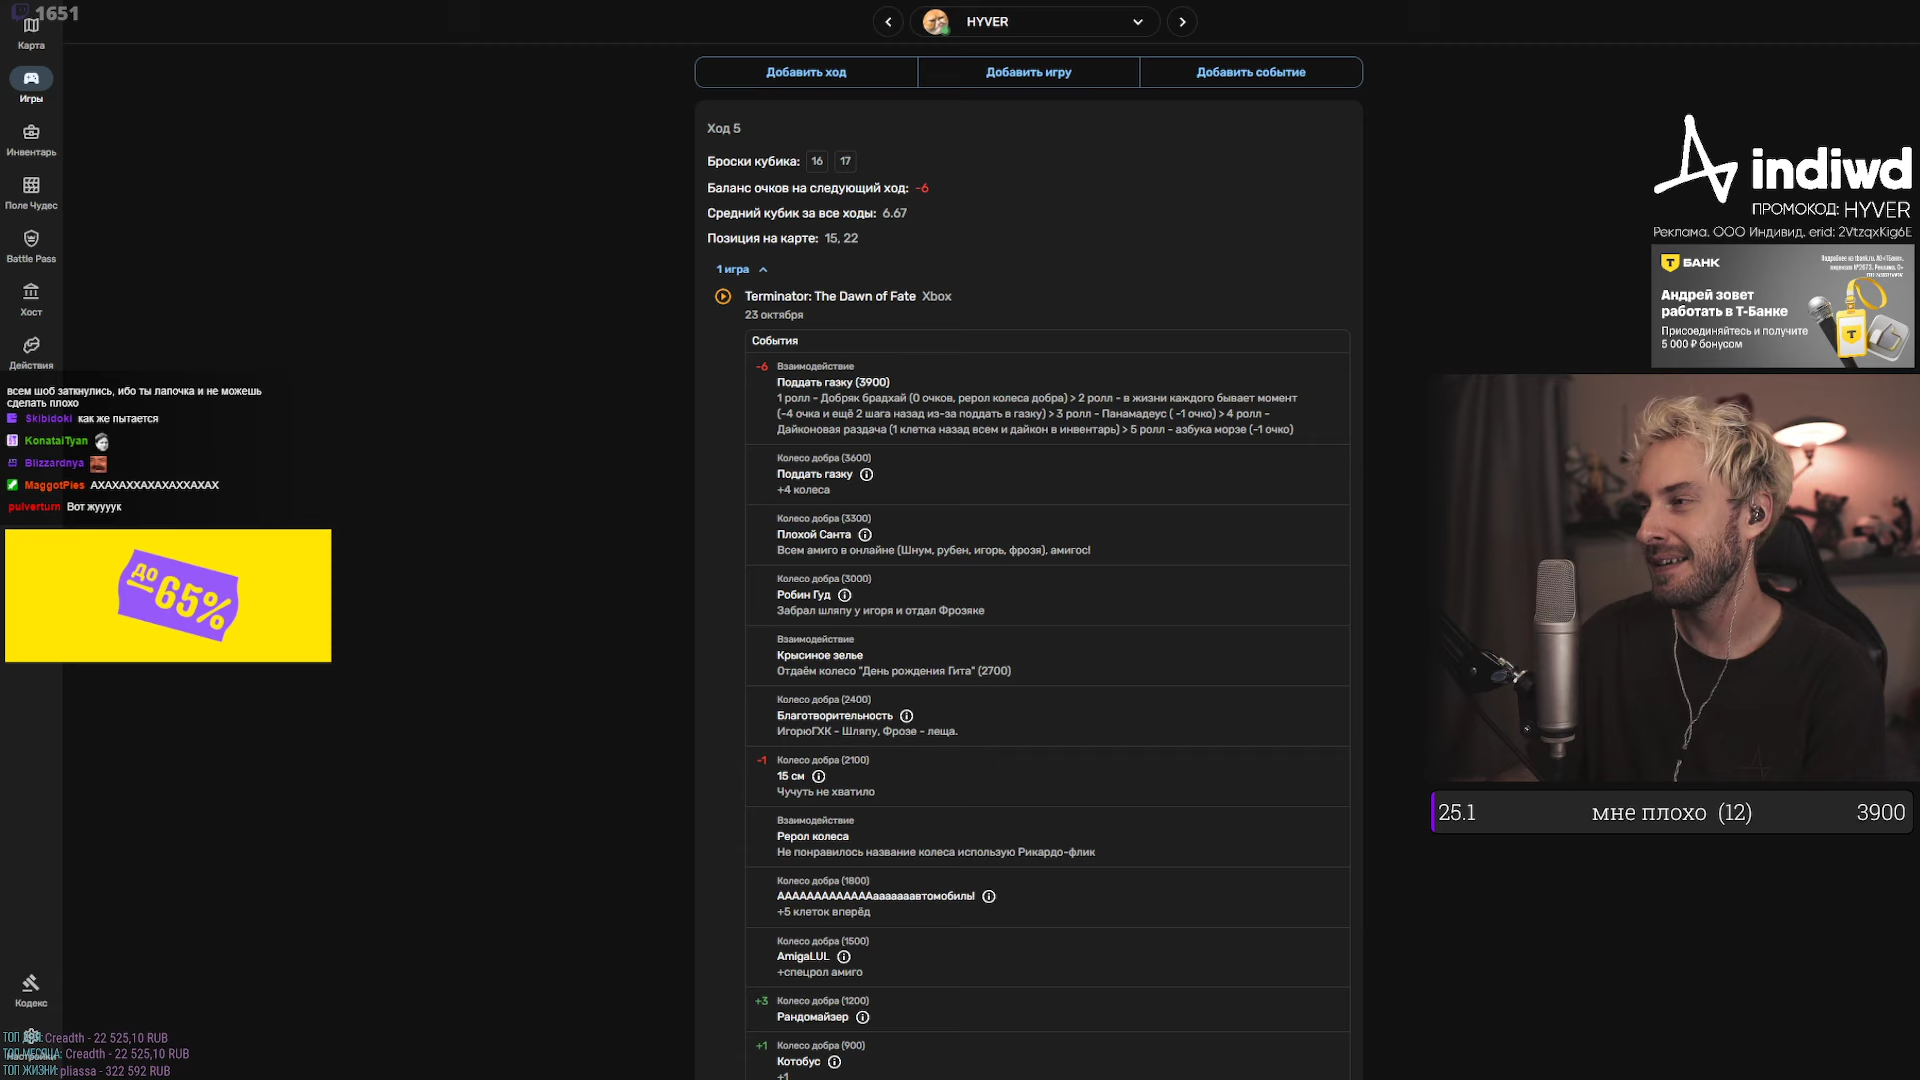 1651
Карта
Игры
Инвентарь
Поле Чудес
Battle Pass
Хост
Действия
всем шоб заткнулись, ибо ты лапочка и не можешь
сделать плохо
Skibidoki как же пытается
KonataiTyan
Blizzardnya
MaggotPies АХАХАХХАХАХАХХАХАХ
pulverturn Вот жуууук
ДО
-65%
Кодекс
Настройки
ТОП ДНЯ: Creadth - 22 525,10 RUB
ТОП МЕСЯЦА: Creadth - 22 525,10 RUB
ТОП ЖИЗНИ: pliassa - 322 592 RUB
HYVER
Добавить ход
Добавить игру
Добавить событие
Ход 5
Броски кубика: 16 17
Баланс очков на следующий ход: -6
Средний кубик за все ходы: 6.67
Позиция на карте: 15, 22
1 игра
Terminator: The Dawn of Fate Xbox
23 октября
События
-6 Взаимодействие
Поддать газку (3900)
1 ролл - Добряк брадхай (0 очков, рерол колеса добра) > 2 ролл - в жизни каждого бывает момент
(-4 очка и ещё 2 шага назад из-за поддать в газку) > 3 ролл - Панамадеус ( -1 очко) > 4 ролл -
Дайконовая раздача (1 клетка назад всем и дайкон в инвентарь) > 5 ролл - азбука морзе (-1 очко)
Колесо добра (3600)
Поддать газку
+4 колеса
Колесо добра (3300)
Плохой Санта
Всем амиго в онлайне (Шнум, рубен, игорь, фрозя). амигос!
Колесо добра (3000)
Робин Гуд
Забрал шляпу у игоря и отдал Фрозяке
Взаимодействие
Крысиное зелье
Отдаём колесо "День рождения Гита" (2700)
Колесо добра (2400)
Благотворительность
ИгорюГХК - Шляпу, Фрозе - леща.
-1 Колесо добра (2100)
15 см
Чучуть не хватило
Взаимодействие
Рерол колеса
Не понравилось название колеса использую Рикардо-флик
Колесо добра (1800)
АААААААААААААааааааавтомобиль!
+5 клеток вперёд
Колесо добра (1500)
AmigaLUL
+спецрол амиго
+3 Колесо добра (1200)
Рандомайзер
+1 Колесо добра (900)
Котобус
+1
indiwd
ПРОМОКОД: HYVER
Реклама. ООО Индивид. erid: 2VtzqxKig6E
Т БАНК
Андрей зовет
работать в Т-Банке
Присоединяйтесь и получите
5 000 ₽ бонусом
25.1 мне плохо (12) 3900